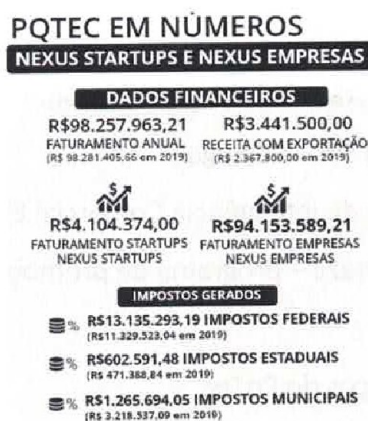 PQTEC EM NÚMEROS
NEXUS STARTUPS E NEXUS EMPRESAS
DADOS FINANCEIROS
R$98.257.963,21 R$3.441.500,00
FATURAMENTO ANUAL RECEITA COM EXPORTAÇÃO
(R$ 98.281.405,66 em 2019) (R$ 2.367.800,00 em 2019)
R$4.104.374,00 R$94.153.589,21
FATURAMENTO STARTUPS FATURAMENTO EMPRESAS
NEXUS STARTUPS NEXUS EMPRESAS
IMPOSTOS GERADOS
% R$13.135.293,19 IMPOSTOS FEDERAIS
(R$11.329.523,04 em 2019)
% R$602.591,48 IMPOSTOS ESTADUAIS
(R$ 471.388,84 em 2019)
% R$1.265.694,05 IMPOSTOS MUNICIPAIS
(R$ 3.218.537,09 em 2019)